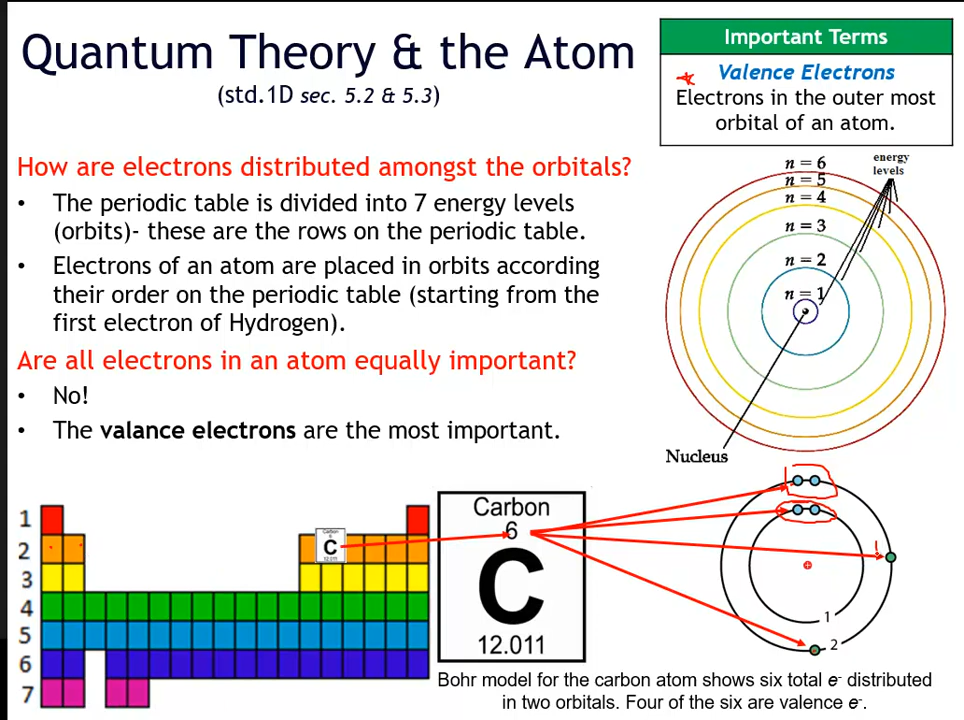 Quantum Theory & the Atom
(std.1D sec. 5.2 & 5.3)
Important Terms
Valence Electrons
Electrons in the outer most
orbital of an atom.
How are electrons distributed amongst the orbitals?
• The periodic table is divided into 7 energy levels
(orbits)- these are the rows on the periodic table.
• Electrons of an atom are placed in orbits according
their order on the periodic table (starting from the
first electron of Hydrogen).
Are all electrons in an atom equally important?
• No!
• The valance electrons are the most important.
n = 6
n = 5
n = 4
n = 3
n = 2
n = 1
energy
levels
Nucleus
1
2
3
4
5
6
7
Carbon
6
C
12.011
Carbon
6
C
12.011
1
2
Bohr model for the carbon atom shows six total e- distributed
in two orbitals. Four of the six are valence e-.